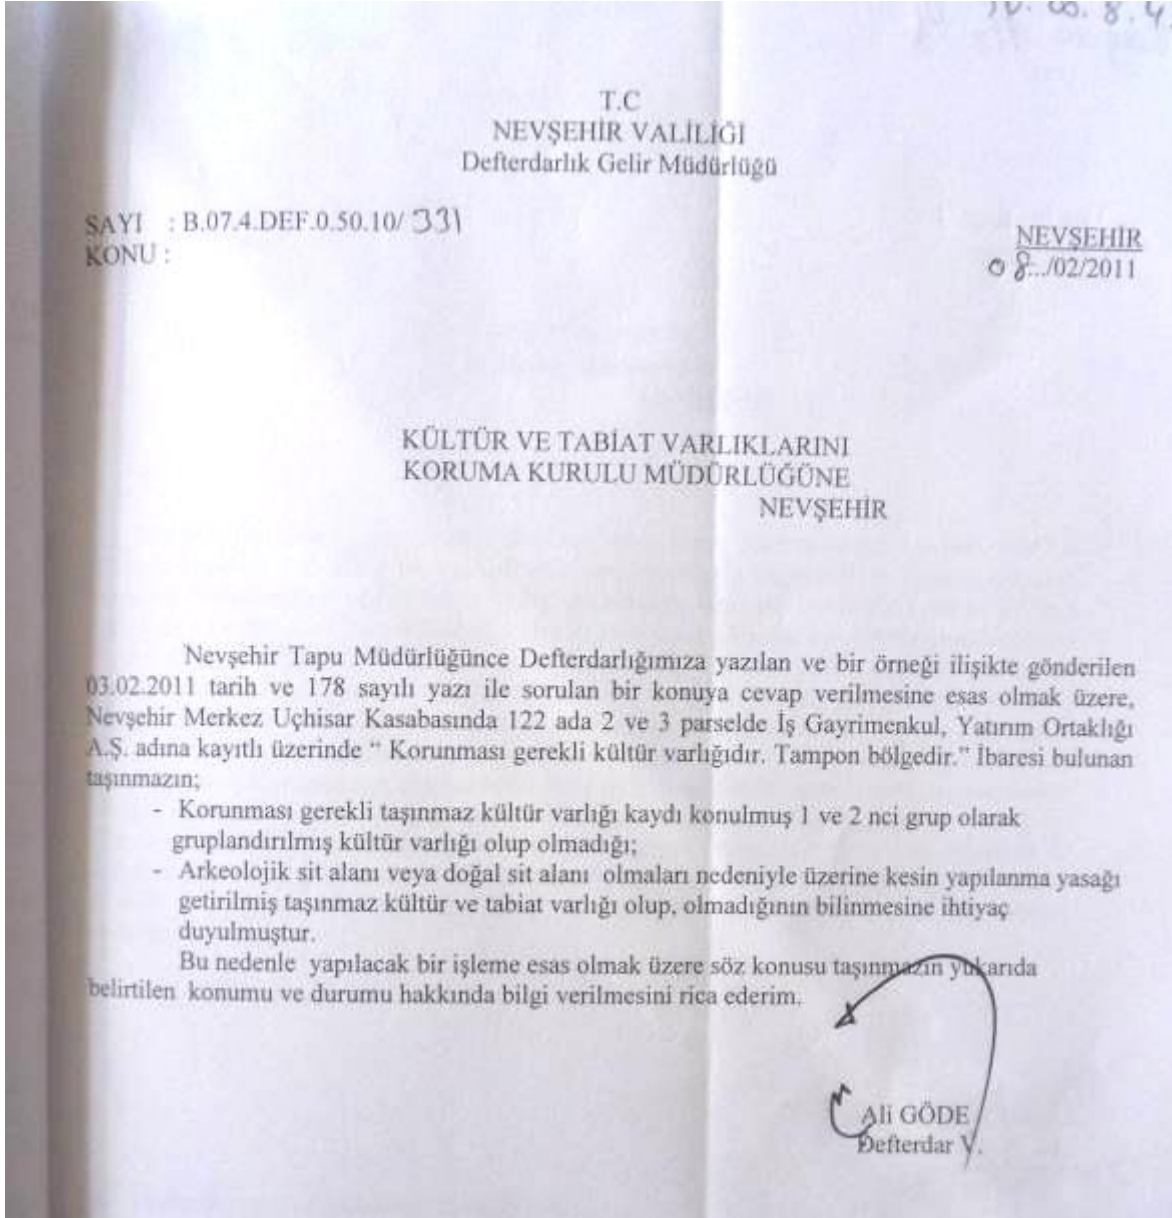 T.C
NEVŞEHİR VALİLİĞİ
Defterdarlık Gelir Müdürlüğü
SAYI : B.07.4.DEF.0.50.10/ 331
KONU :
NEVŞEHİR
08.../02/2011
KÜLTÜR VE TABİAT VARLIKLARINI
KORUMA KURULU MÜDÜRLÜĞÜNE
NEVŞEHİR
Nevşehir Tapu Müdürlüğünce Defterdarlığımıza yazılan ve bir örneği ilişikte gönderilen
03.02.2011 tarih ve 178 sayılı yazı ile sorulan bir konuya cevap verilmesine esas olmak üzere,
Nevşehir Merkez Uçhisar Kasabasında 122 ada 2 ve 3 parselde İş Gayrimenkul, Yatırım Ortaklığı
A.Ş. adına kayıtlı üzerinde “ Korunması gerekli kültür varlığıdır. Tampon bölgedir.” İbaresi bulunan
taşınmazın;
- Korunması gerekli taşınmaz kültür varlığı kaydı konulmuş 1 ve 2 nci grup olarak
gruplandırılmış kültür varlığı olup olmadığı;
- Arkeolojik sit alanı veya doğal sit alanı olmaları nedeniyle üzerine kesin yapılanma yasağı
getirilmiş taşınmaz kültür ve tabiat varlığı olup, olmadığının bilinmesine ihtiyaç
duyulmuştur.
Bu nedenle yapılacak bir işleme esas olmak üzere söz konusu taşınmazın yukarıda
belirtilen konumu ve durumu hakkında bilgi verilmesini rica ederim.
Ali GÖDE
Defterdar V.